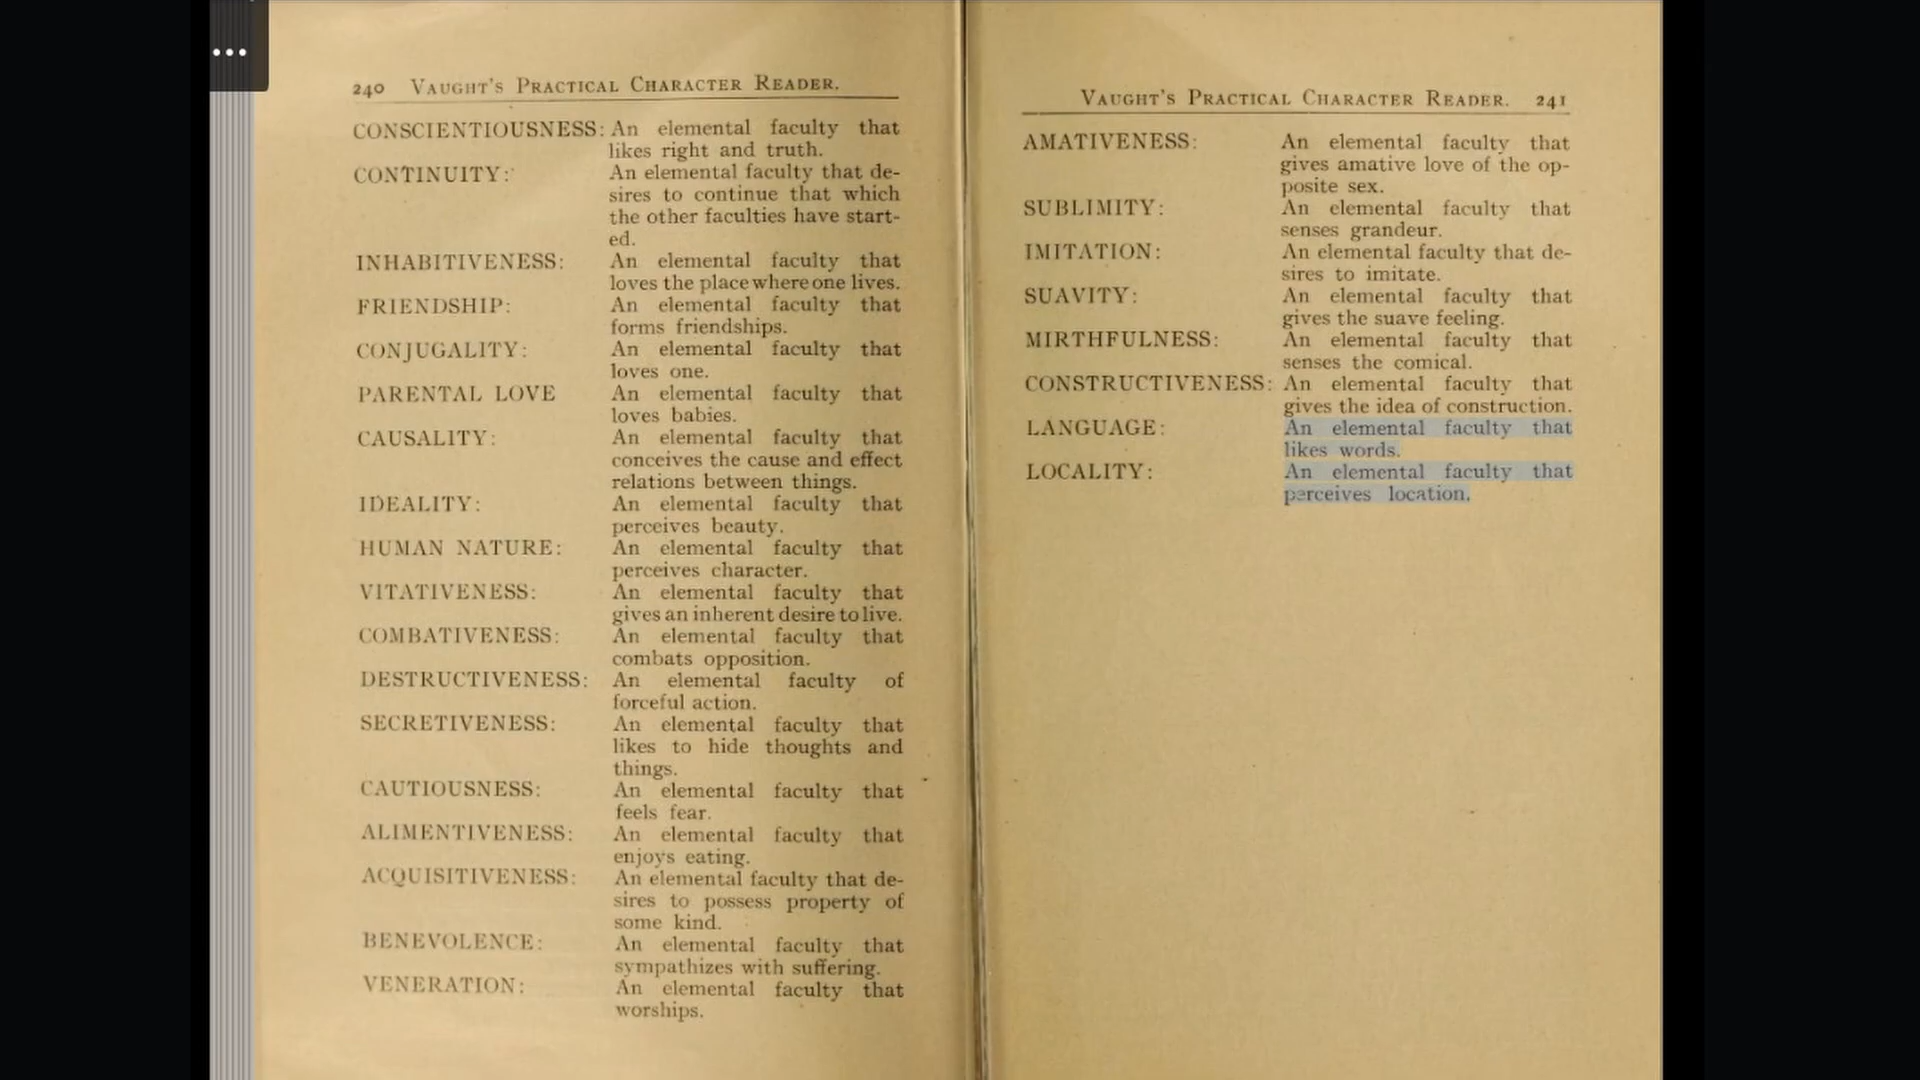 240 VAUGHT'S PRACTICAL CHARACTER READER.
CONSCIENTIOUSNESS: An elemental faculty that
likes right and truth.
CONTINUITY: An elemental faculty that de-
sires to continue that which
the other faculties have start-
ed.
INHABITIVENESS: An elemental faculty that
loves the place where one lives.
FRIENDSHIP: An elemental faculty that
forms friendships.
CONJUGALITY: An elemental faculty that
loves one.
PARENTAL LOVE An elemental faculty that
loves babies.
CAUSALITY: An elemental faculty that
conceives the cause and effect
relations between things.
IDEALITY: An elemental faculty that
perceives beauty.
HUMAN NATURE: An elemental faculty that
perceives character.
VITATIVENESS: An elemental faculty that
gives an inherent desire to live.
COMBATIVENESS: An elemental faculty that
combats opposition.
DESTRUCTIVENESS: An elemental faculty of
forceful action.
SECRETIVENESS: An elemental faculty that
likes to hide thoughts and
things.
CAUTIOUSNESS: An elemental faculty that
feels fear.
ALIMENTIVENESS: An elemental faculty that
enjoys eating.
ACQUISITIVENESS: An elemental faculty that de-
sires to possess property of
some kind.
BENEVOLENCE: An elemental faculty that
sympathizes with suffering.
VENERATION: An elemental faculty that
worships.
VAUGHT'S PRACTICAL CHARACTER READER. 241
AMATIVENESS: An elemental faculty that
gives amative love of the op-
posite sex.
SUBLIMITY: An elemental faculty that
senses grandeur.
IMITATION: An elemental faculty that de-
sires to imitate.
SUAVITY: An elemental faculty that
gives the suave feeling.
MIRTHFULNESS: An elemental faculty that
senses the comical.
CONSTRUCTIVENESS: An elemental faculty that
gives the idea of construction.
LANGUAGE: An elemental faculty that
likes words.
LOCALITY: An elemental faculty that
perceives location.